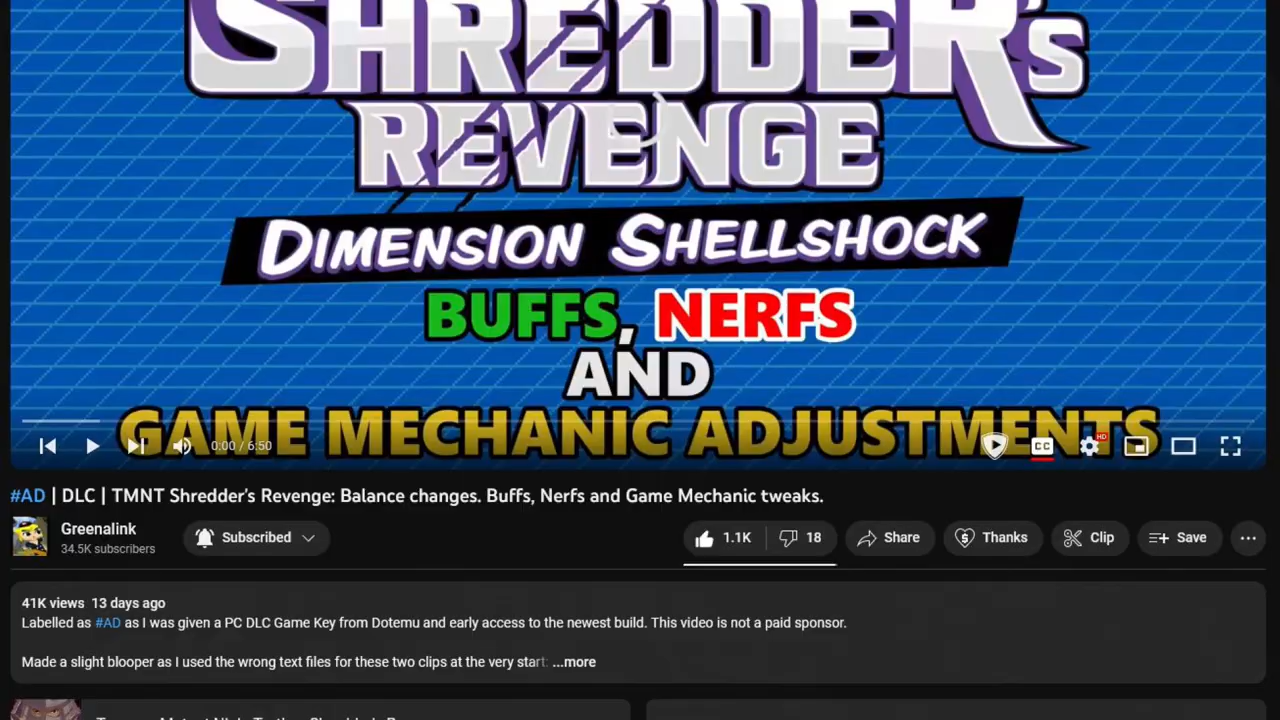 SHREDDER's
REVENGE
DIMENSION SHELLSHOCK
BUFFS, NERFS
AND
GAME MECHANIC ADJUSTMENTS
0:00 / 6:50
CC
HD
#AD | DLC | TMNT Shredder's Revenge: Balance changes. Buffs, Nerfs and Game Mechanic tweaks.
Greenalink
34.5K subscribers
Subscribed
1.1K
18
Share
Thanks
Clip
Save
41K views 13 days ago
Labelled as #AD as I was given a PC DLC Game Key from Dotemu and early access to the newest build. This video is not a paid sponsor.
Made a slight blooper as I used the wrong text files for these two clips at the very start: ...more